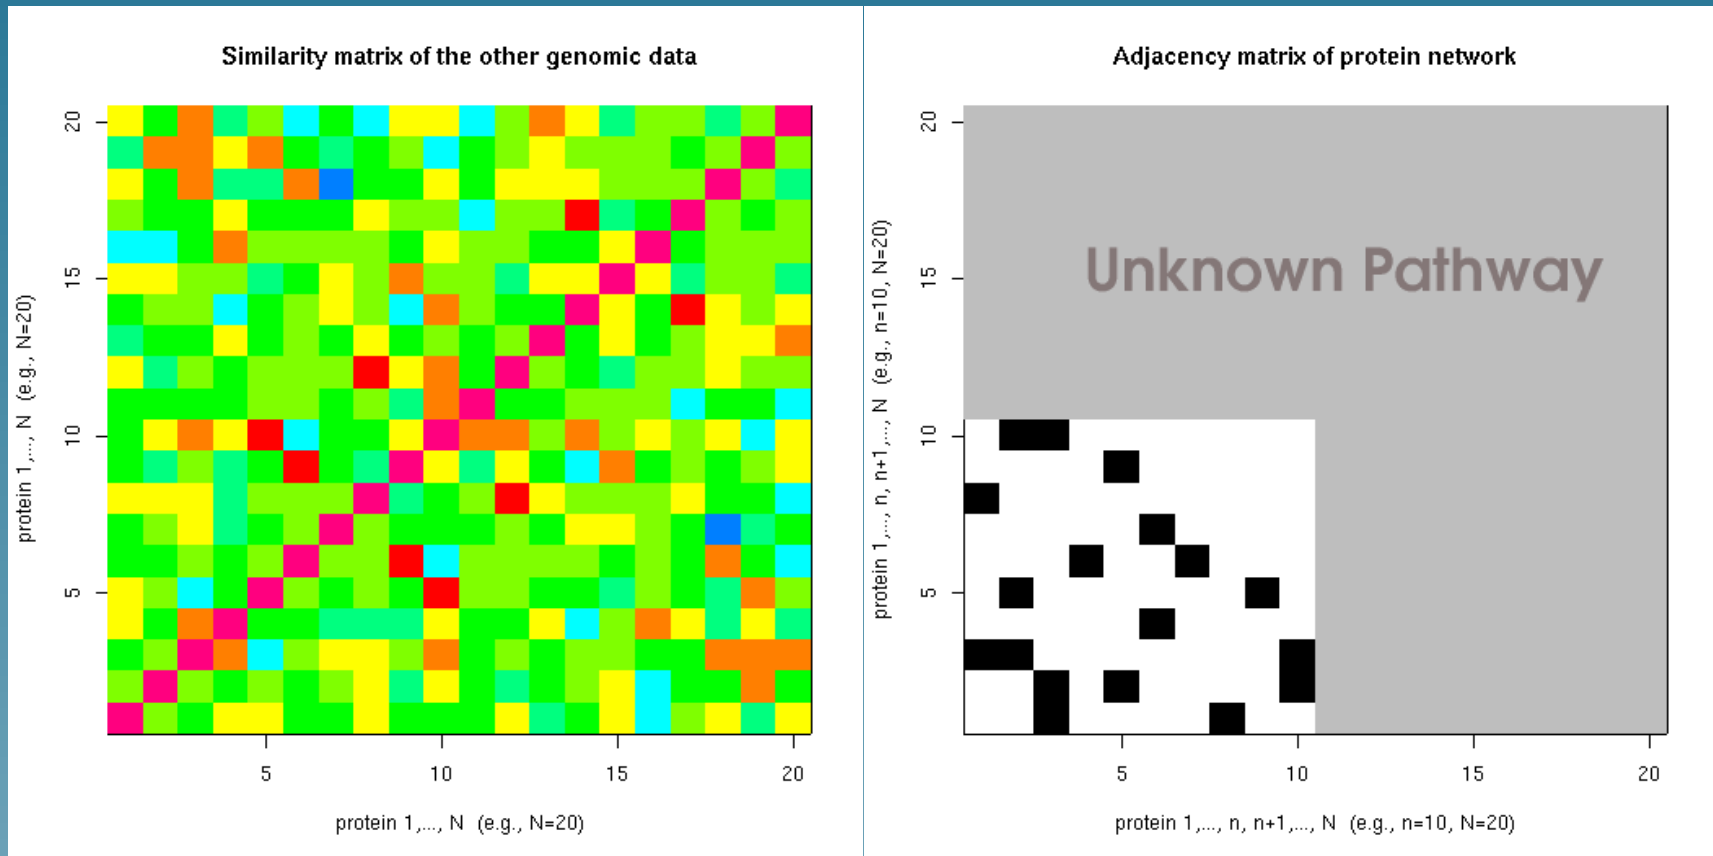 Similarity matrix of the other genomic data
20
15
10
5
protein 1,..., N  (e.g., N=20)
5 10 15 20
protein 1,..., N  (e.g., N=20)
Adjacency matrix of protein network
20
15
10
5
protein 1,..., n, n+1,..., N  (e.g., n=10, N=20)
Unknown Pathway
5 10 15 20
protein 1,..., n, n+1,..., N  (e.g., n=10, N=20)